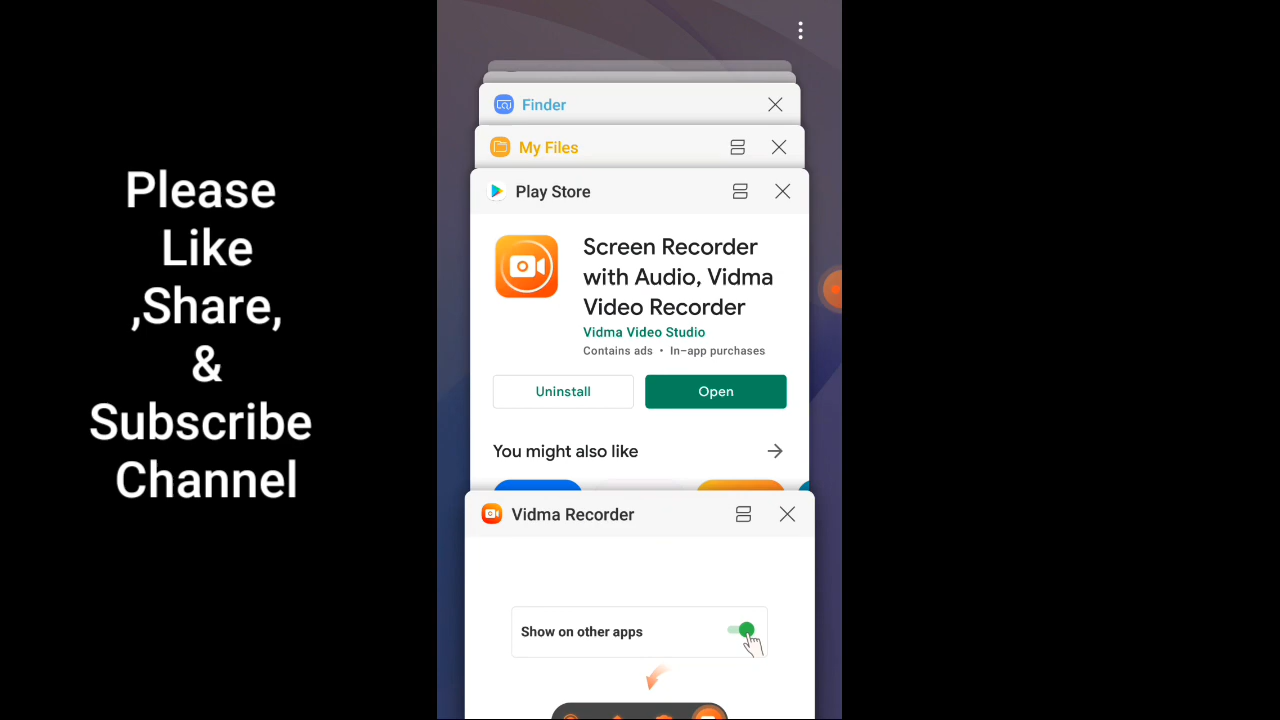 Please
Like
,Share,
&
Subscribe
Channel
Finder
My Files
Play Store
Screen Recorder
with Audio, Vidma
Video Recorder
Vidma Video Studio
Contains ads • In-app purchases
Uninstall
Open
You might also like
Vidma Recorder
Show on other apps